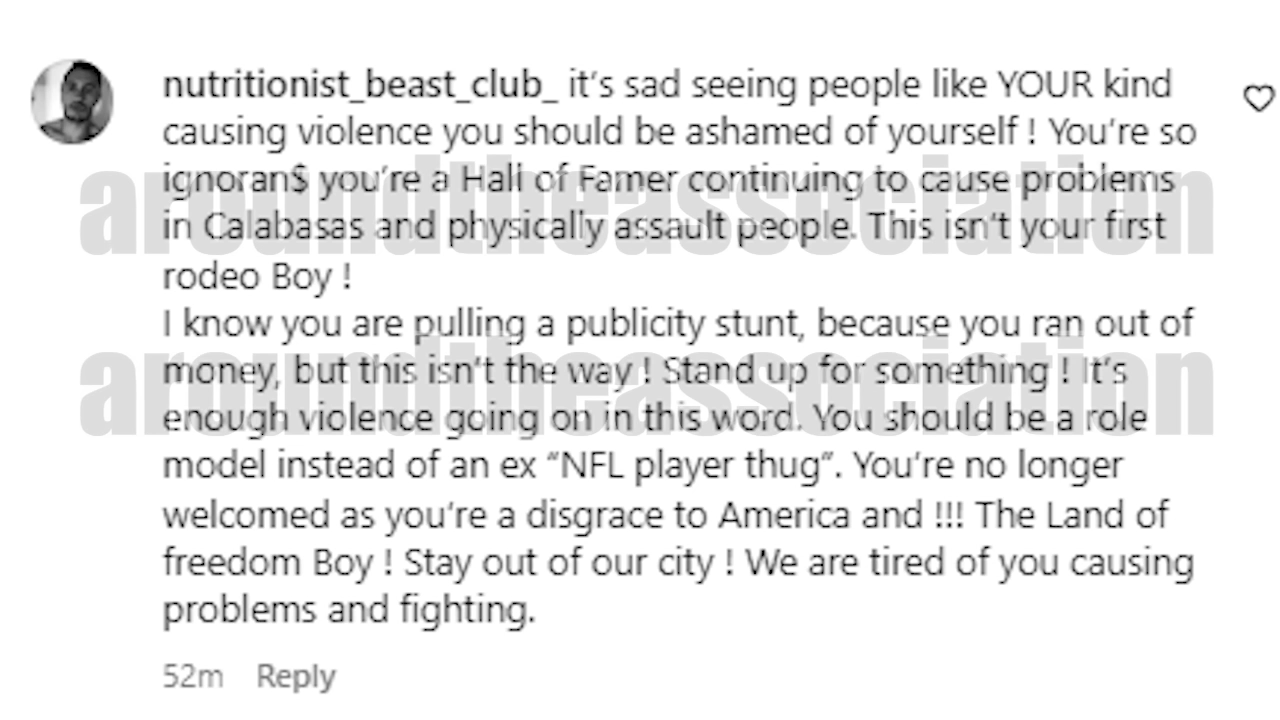 nutritionist_beast_club_ it's sad seeing people like YOUR kind
causing violence you should be ashamed of yourself ! You're so
ignoran$ you're a Hall of Famer continuing to cause problems
in Calabasas and physically assault people. This isn't your first
rodeo Boy !
I know you are pulling a publicity stunt, because you ran out of
money, but this isn't the way ! Stand up for something ! It's
enough violence going on in this word. You should be a role
model instead of an ex “NFL player thug”. You're no longer
welcomed as you're a disgrace to America and !!! The Land of
freedom Boy ! Stay out of our city ! We are tired of you causing
problems and fighting.
52m Reply
aroundtheassociation
aroundtheassociation